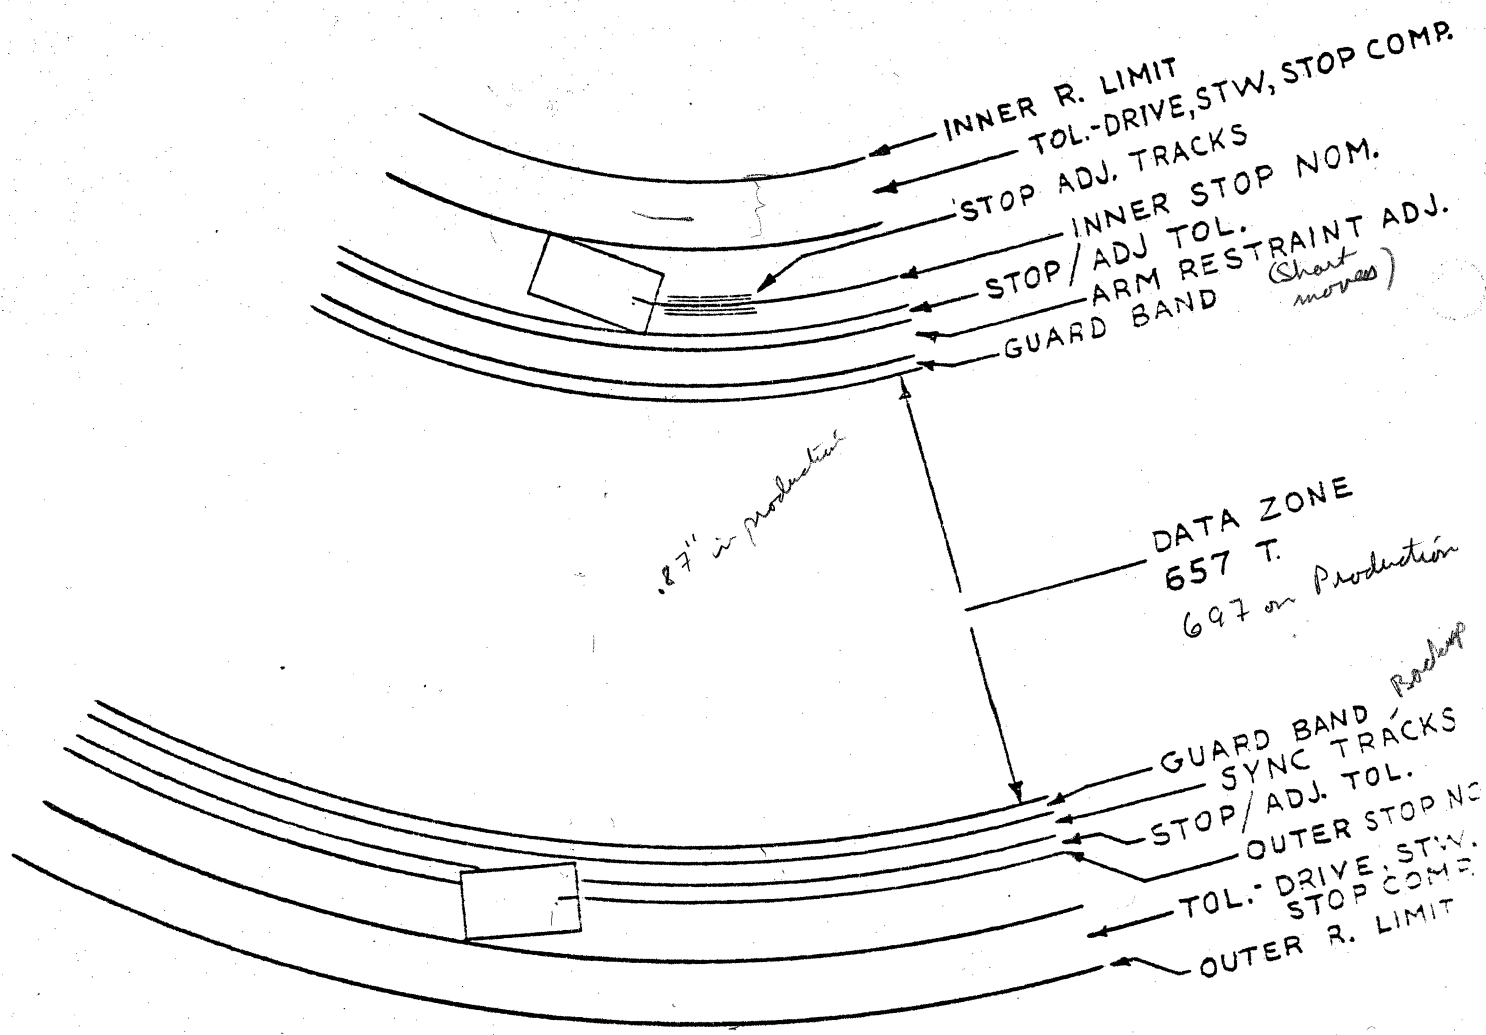 INNER R. LIMIT
TOL.-DRIVE, STW, STOP COMP.
STOP ADJ. TRACKS
INNER STOP NOM.
STOP/ADJ TOL.
ARM RESTRAINT ADJ.
(Short
moves)
GUARD BAND
.87" in production
DATA ZONE
657 T.
697 on Production
Backup
GUARD BAND
SYNC TRACKS
STOP/ADJ. TOL.
OUTER STOP NO
TOL.- DRIVE, STW.
STOP COMP
OUTER R. LIMIT